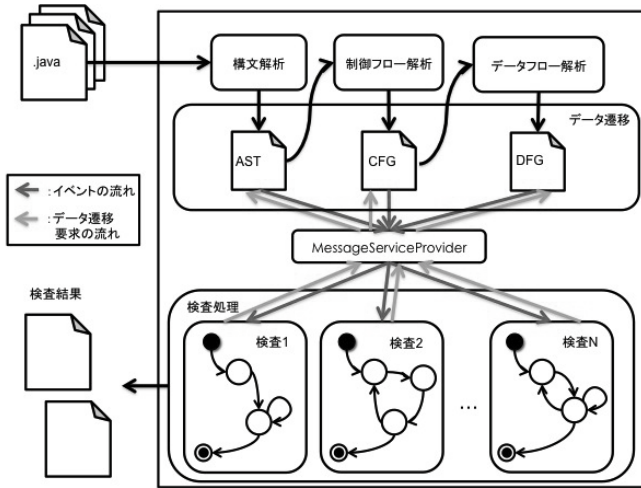 .java
構文解析
制御フロー解析
データフロー解析
データ遷移
AST
CFG
DFG
:イベントの流れ
:データ遷移
要求の流れ
MessageServiceProvider
検査結果
検査処理
検査1
検査2
検査N
...